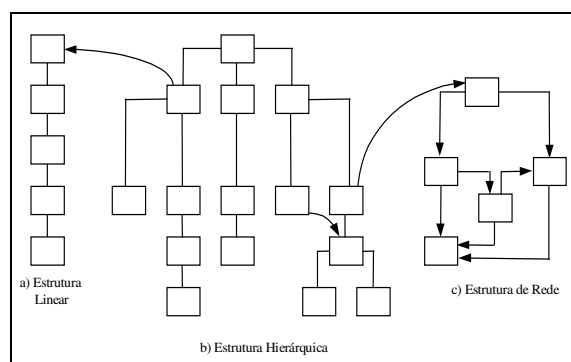 a) Estrutura
Linear
b) Estrutura Hierárquica
c) Estrutura de Rede